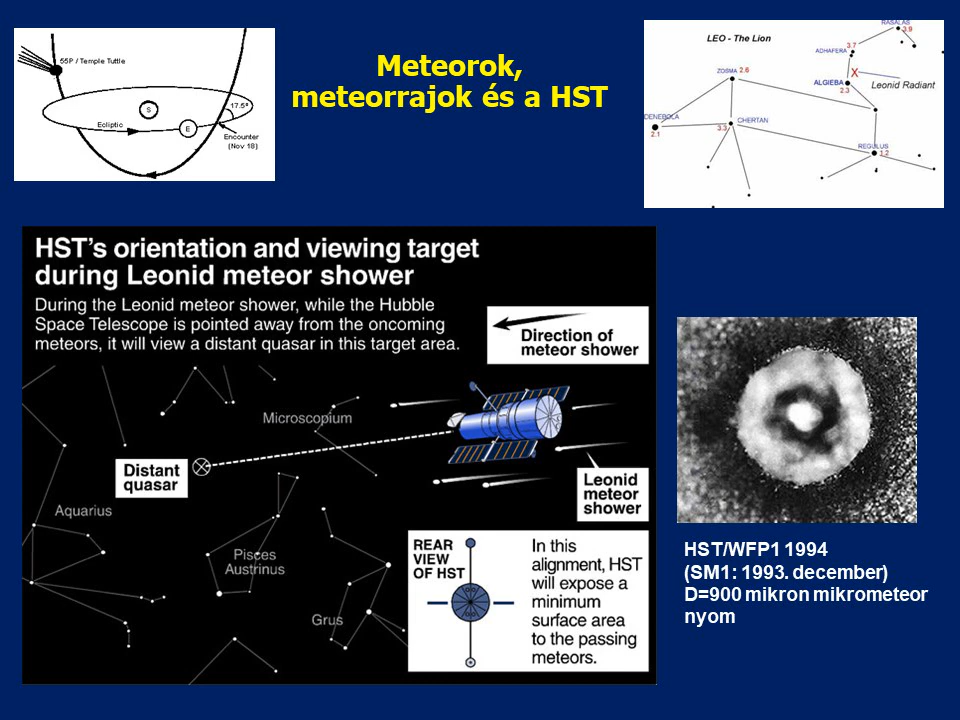 Meteorok,
meteorrajok és a HST
55P / Temple Tuttle
S
E
17.5º
Ecliptic
Encounter
(Nov 18)
LEO - The Lion
RASALAS
3.9
3.7
ADHAFERA
X
ZOSMA 2.6
ALGIEBA
2.3
Leonid Radiant
DENEBOLA
2.1
CHERTAN
3.3
REGULUS
1.2
HST's orientation and viewing target
during Leonid meteor shower
During the Leonid meteor shower, while the Hubble
Space Telescope is pointed away from the oncoming
meteors, it will view a distant quasar in this target area.
Direction of
meteor shower
Microscopium
Distant
quasar
Leonid
meteor
shower
Aquarius
Pisces
Austrinus
Grus
REAR
VIEW
OF HST
In this
alignment, HST
will expose a
minimum
surface area
to the passing
meteors.
HST/WFP1 1994
(SM1: 1993. december)
D=900 mikron mikrometeor
nyom